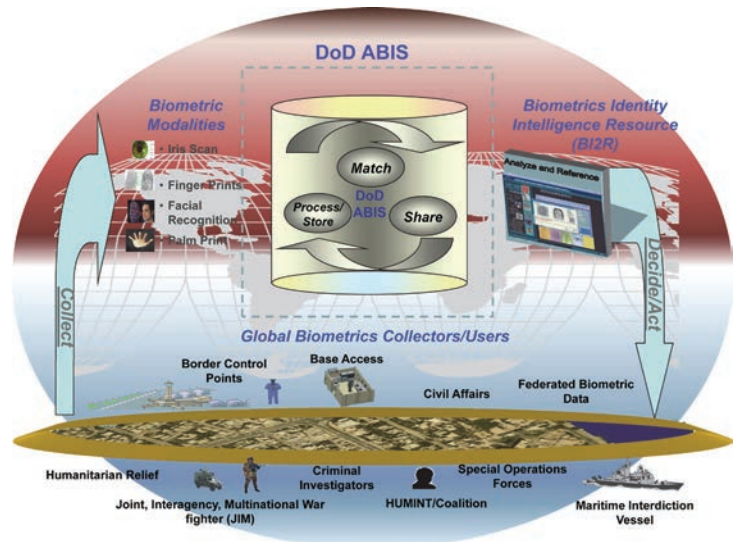 DoD ABIS
Biometric
Modalities
• Iris Scan
• Finger Prints
• Facial
Recognition
• Palm Print
Match
Process/
Store
DoD
ABIS
Share
Biometrics Identity
Intelligence Resource
(BI2R)
Analyze and Reference
Collect
Decide/Act
Global Biometrics Collectors/Users
Border Control
Points
Base Access
Civil Affairs
Federated Biometric
Data
Humanitarian Relief
Joint, Interagency, Multinational War
fighter (JIM)
Criminal
Investigators
HUMINT/Coalition
Special Operations
Forces
Maritime Interdiction
Vessel